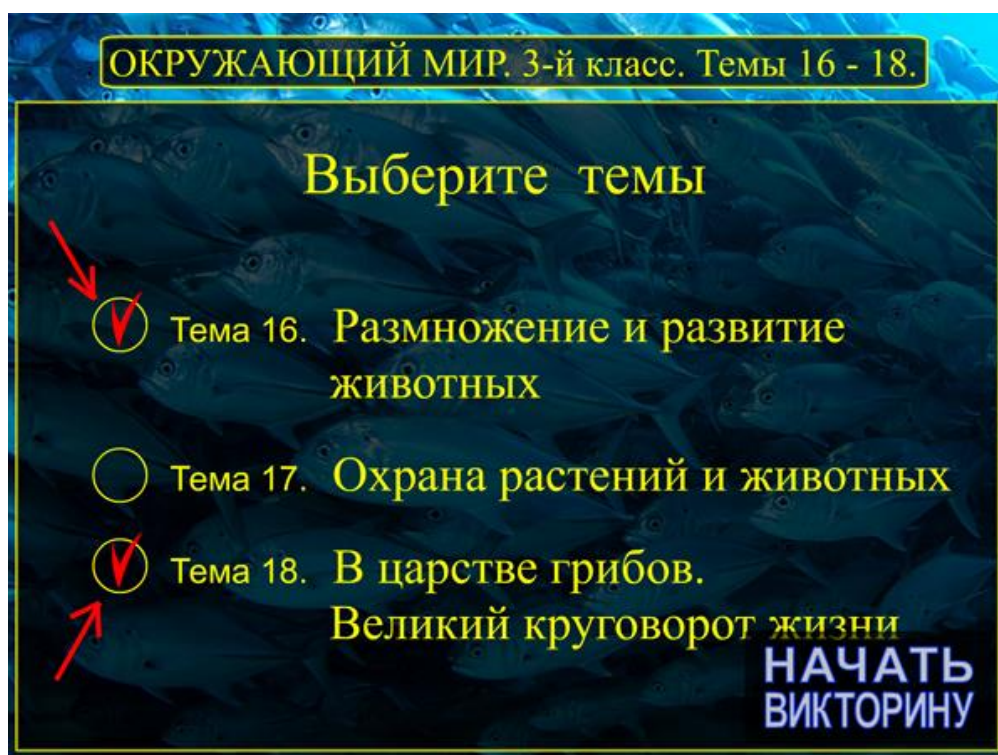 ОКРУЖАЮЩИЙ МИР. 3-й класс. Темы 16 - 18.
Выберите темы
Тема 16. Размножение и развитие
животных
Тема 17. Охрана растений и животных
Тема 18. В царстве грибов.
Великий круговорот жизни
НАЧАТЬ
ВИКТОРИНУ